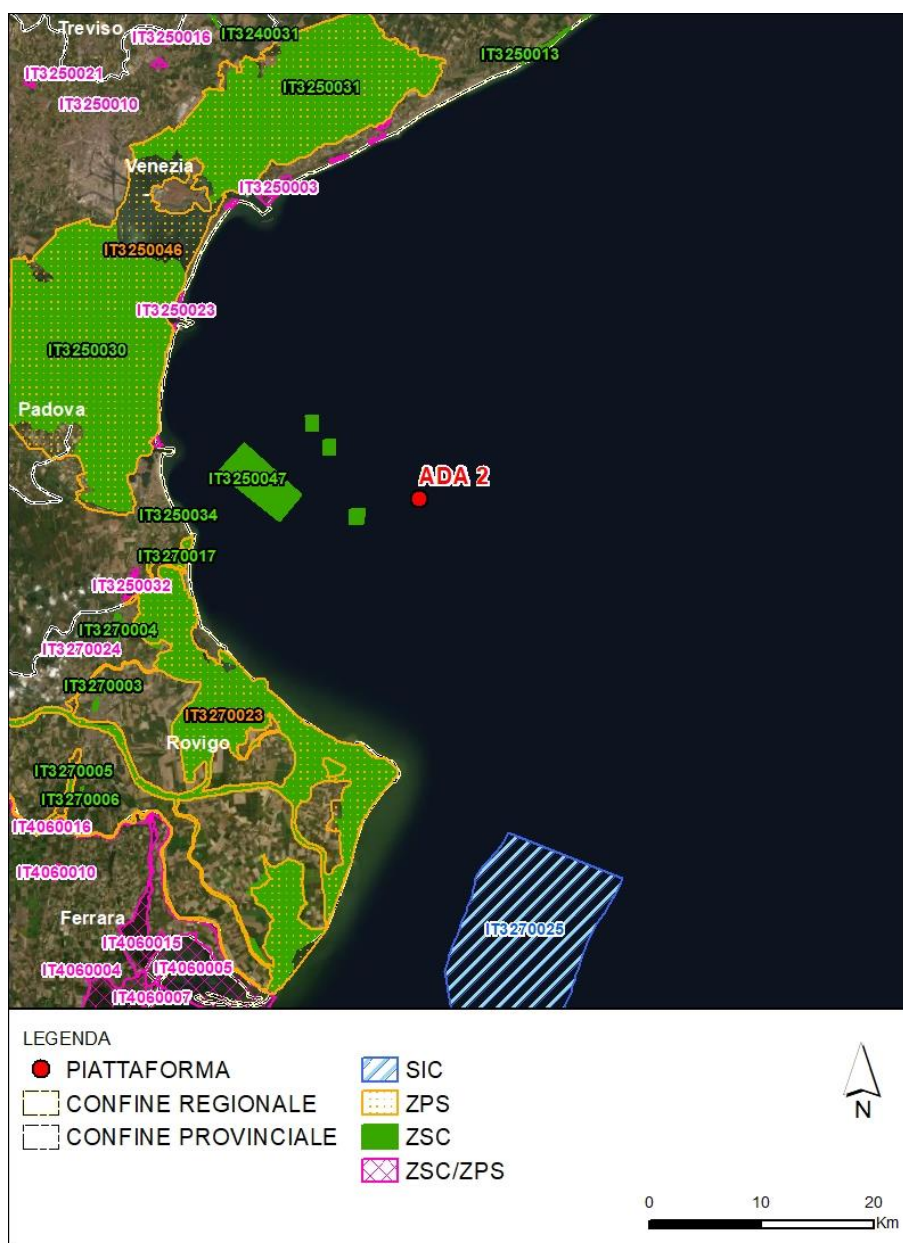 Treviso
IT3250016
IT3240031
IT3250013
IT3250021
IT3250010
IT3250031
Venezia
IT3250003
IT3250046
IT3250023
IT3250030
Padova
IT3250047
ADA 2
IT3250034
IT3270017
IT3250032
IT3270004
IT3270024
IT3270003
IT3270023
Rovigo
IT3270005
IT3270006
IT4060016
IT4060010
Ferrara
IT3270025
IT4060015
IT4060004
IT4060005
IT4060007
LEGENDA
PIATTAFORMA
CONFINE REGIONALE
CONFINE PROVINCIALE
SIC
ZPS
ZSC
ZSC/ZPS
N
0 10 20
Km